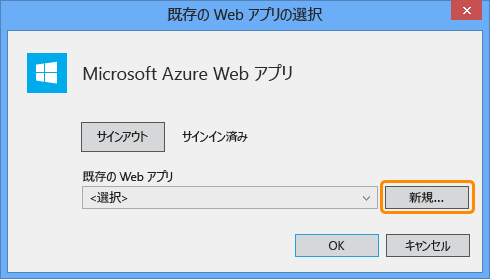 既存の Web アプリの選択
Microsoft Azure Web アプリ
サインアウト サインイン済み
既存の Web アプリ
<選択> 新規...
OK キャンセル